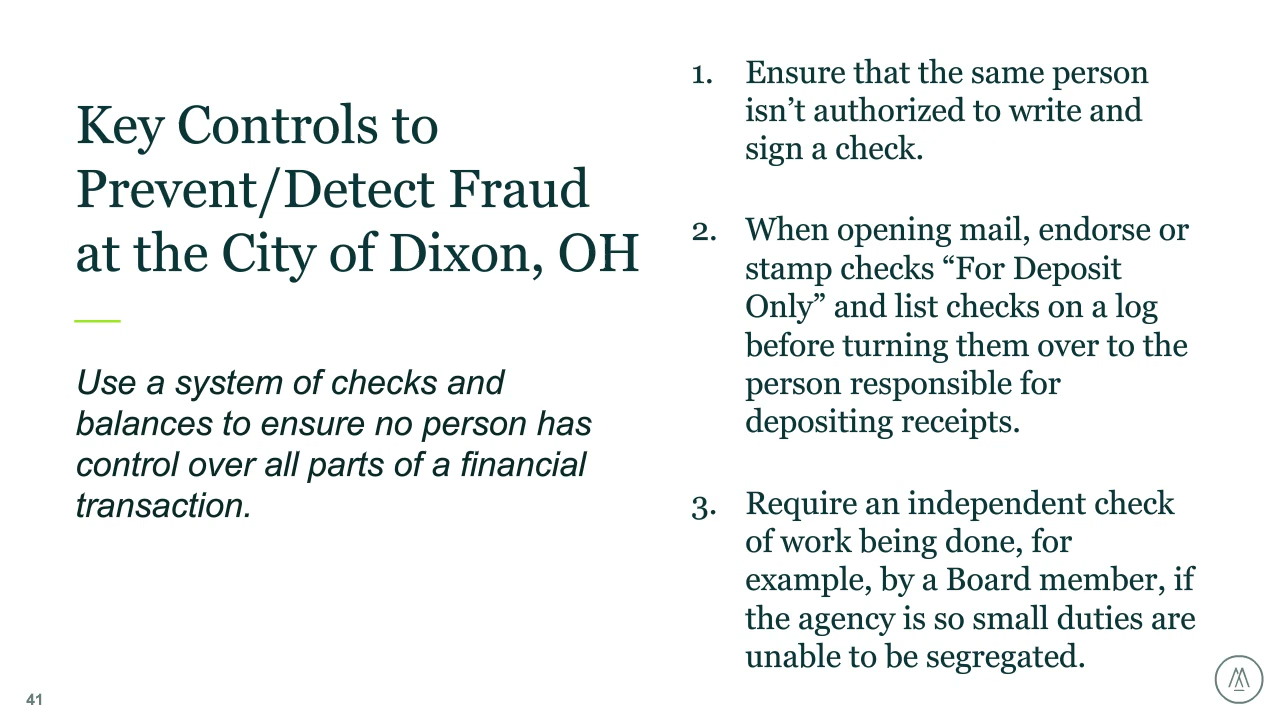 Key Controls to
Prevent/Detect Fraud
at the City of Dixon, OH
Use a system of checks and
balances to ensure no person has
control over all parts of a financial
transaction.
1. Ensure that the same person
isn’t authorized to write and
sign a check.
2. When opening mail, endorse or
stamp checks “For Deposit
Only” and list checks on a log
before turning them over to the
person responsible for
depositing receipts.
3. Require an independent check
of work being done, for
example, by a Board member, if
the agency is so small duties are
unable to be segregated.
41